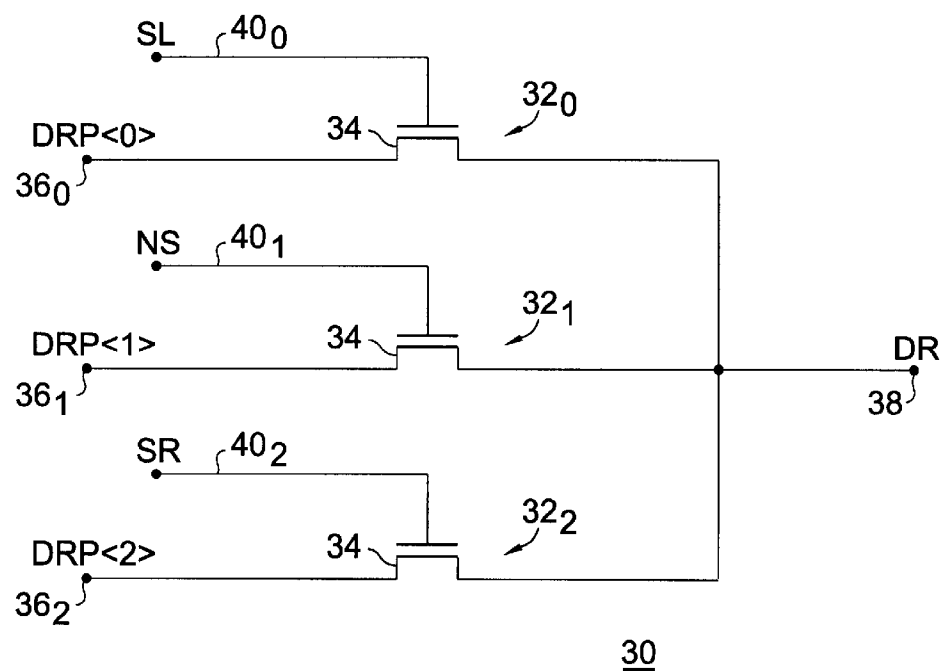 SL 40₀
32₀
34
DRP<0>
36₀
NS 40₁
32₁
34
DRP<1>
36₁
DR
38
SR 40₂
32₂
34
DRP<2>
36₂
30